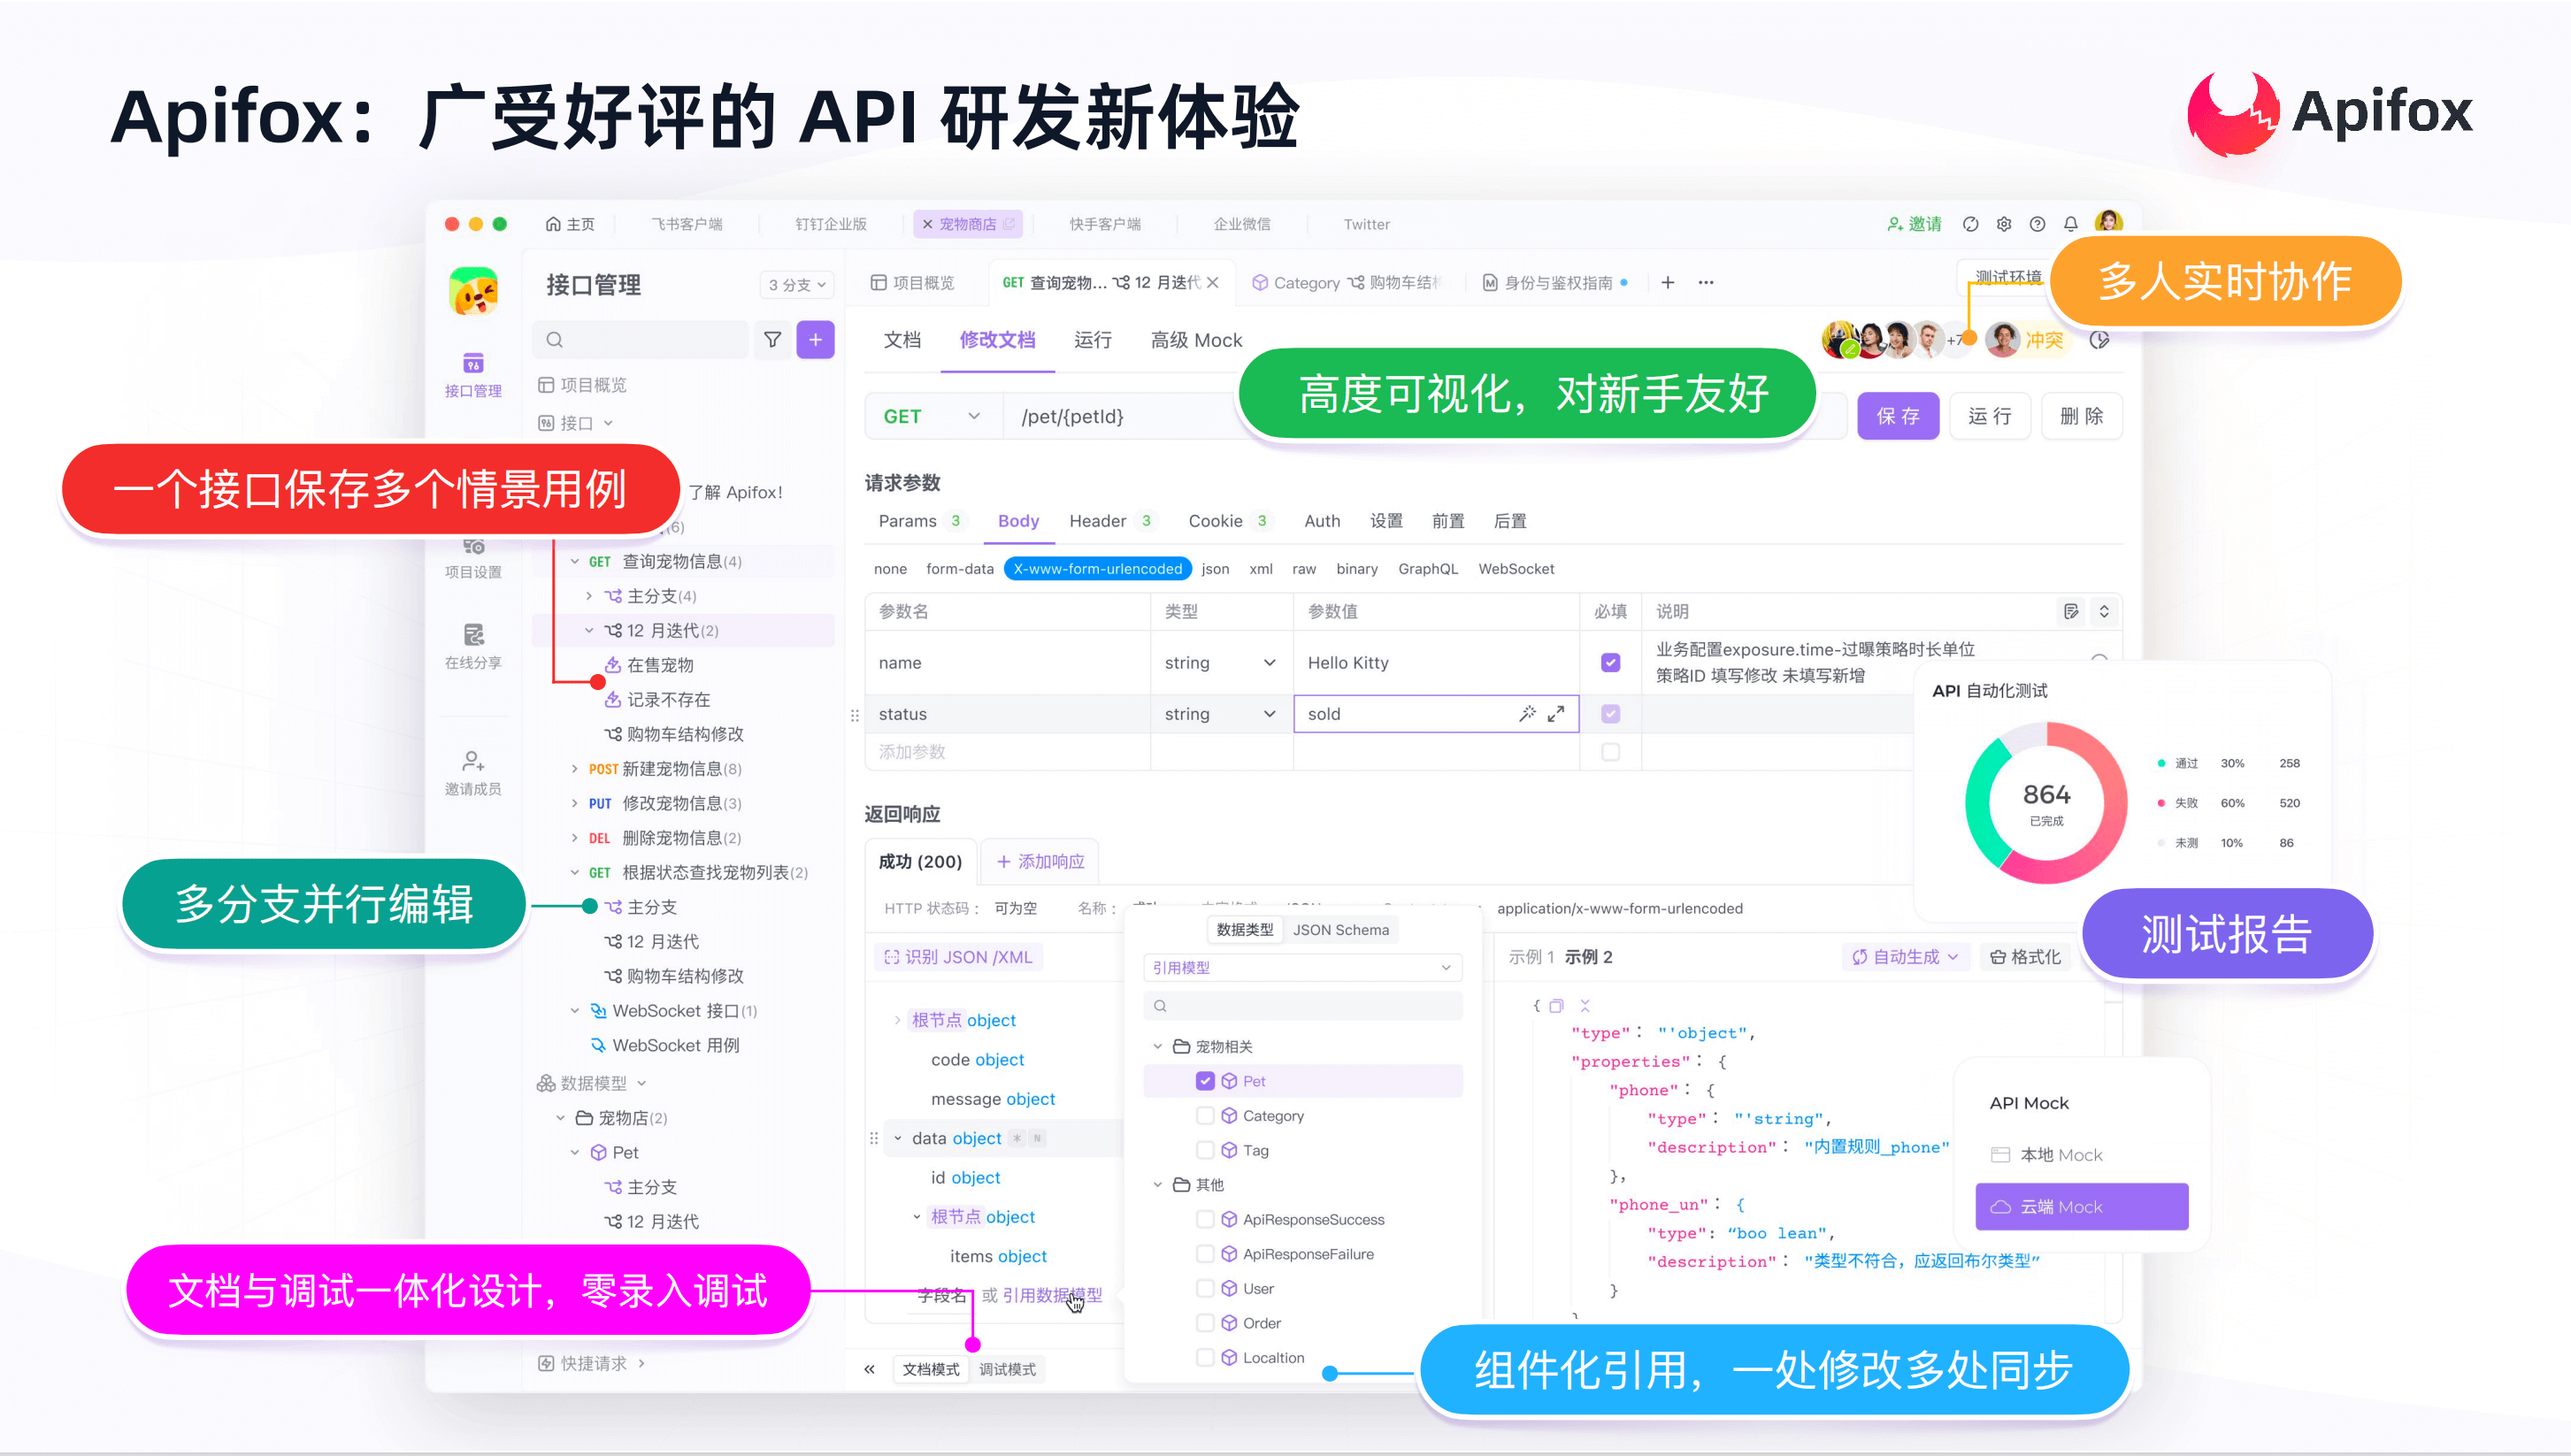 Apifox：广受好评的 API 研发新体验
Apifox
主页
飞书客户端
钉钉企业版
宠物商店
快手客户端
企业微信
Twitter
邀请
接口管理
3 分支
项目概览
GET 查询宠物... 12 月迭代
Category 购物车结构
身份与鉴权指南
测试环境
多人实时协作
文档
修改文档
运行
高级 Mock
+7
冲突
接口管理
项目概览
接口
GET
/pet/{petId}
高度可视化，对新手友好
保 存
运 行
删 除
一个接口保存多个情景用例
了解 Apifox!
(6)
请求参数
Params 3
Body
Header 3
Cookie 3
Auth
设置
前置
后置
项目设置
在线分享
邀请成员
GET 查询宠物信息(4)
主分支(4)
12 月迭代(2)
在售宠物
记录不存在
购物车结构修改
POST 新建宠物信息(8)
PUT 修改宠物信息(3)
DEL 删除宠物信息(2)
GET 根据状态查找宠物列表(2)
多分支并行编辑
主分支
12 月迭代
购物车结构修改
WebSocket 接口(1)
WebSocket 用例
数据模型
宠物店(2)
Pet
主分支
12 月迭代
文档与调试一体化设计，零录入调试
快捷请求
none form-data X-www-form-urlencoded json xml raw binary GraphQL WebSocket
参数名 类型 参数值 必填 说明
name string Hello Kitty 业务配置exposure.time-过曝策略时长单位
策略ID 填写修改 未填写新增
status string sold
添加参数
API 自动化测试
864
已完成
通过 30% 258
失败 60% 520
未测 10% 86
测试报告
返回响应
成功 (200)
添加响应
HTTP 状态码： 可为空 名称：
application/x-www-form-urlencoded
识别 JSON /XML
根节点 object
code object
message object
data object * N
id object
根节点 object
items object
字段名 或 引用数据模型
文档模式
调试模式
数据类型 JSON Schema
引用模型
宠物相关
Pet
Category
Tag
其他
ApiResponseSuccess
ApiResponseFailure
User
Order
Localtion
组件化引用，一处修改多处同步
示例 1 示例 2
自动生成
格式化
{
"type": "'object",
"properties": {
"phone": {
"type": "'string",
"description": "内置规则_phone"
},
"phone_un": {
"type": “boo lean",
"description": "类型不符合，应返回布尔类型”
}
API Mock
本地 Mock
云端 Mock